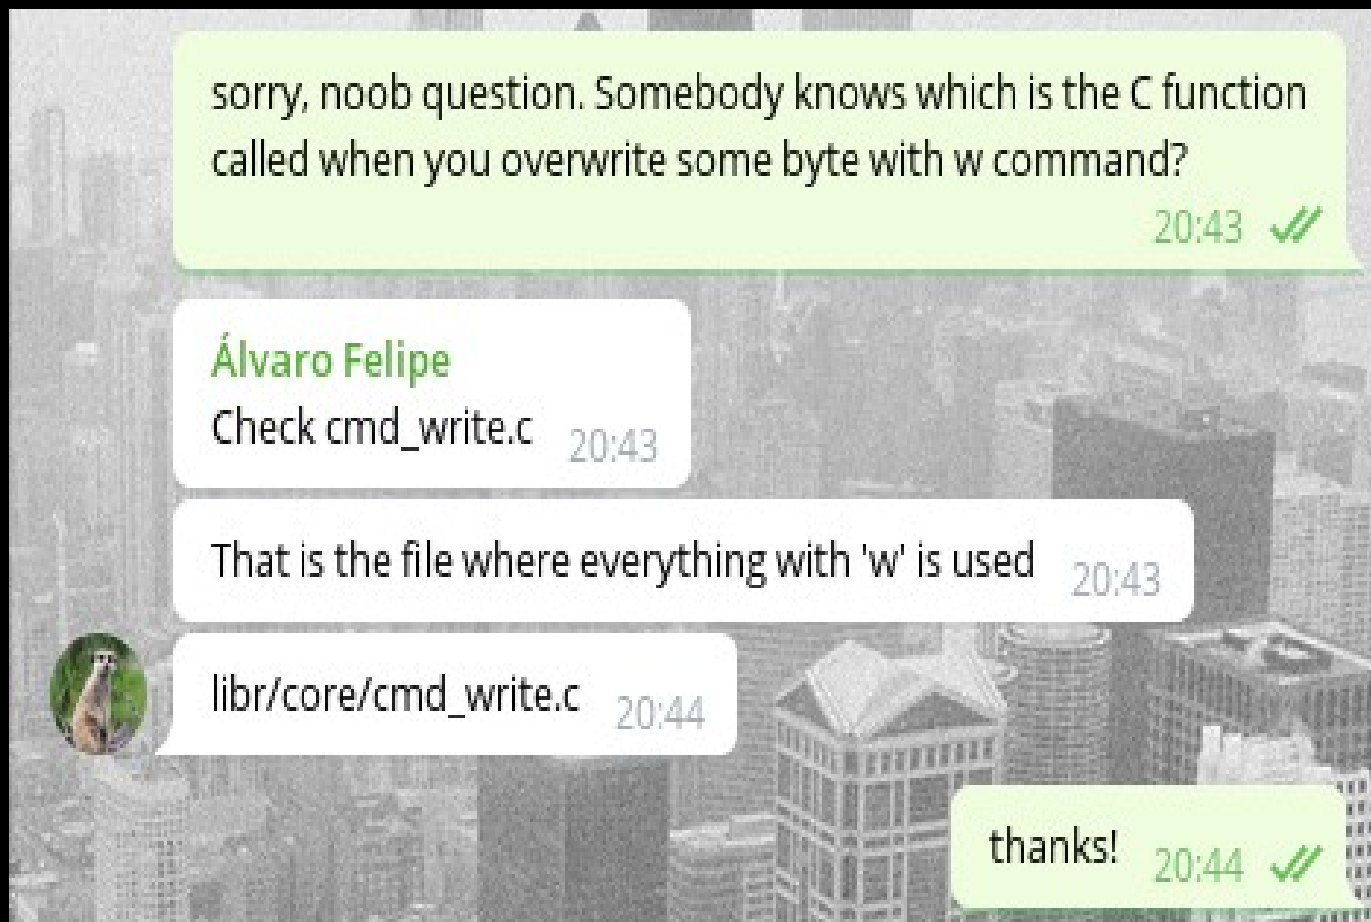 sorry, noob question. Somebody knows which is the C function
called when you overwrite some byte with w command?
20:43
Álvaro Felipe
Check cmd_write.c 20:43
That is the file where everything with 'w' is used 20:43
libr/core/cmd_write.c 20:44
thanks! 20:44